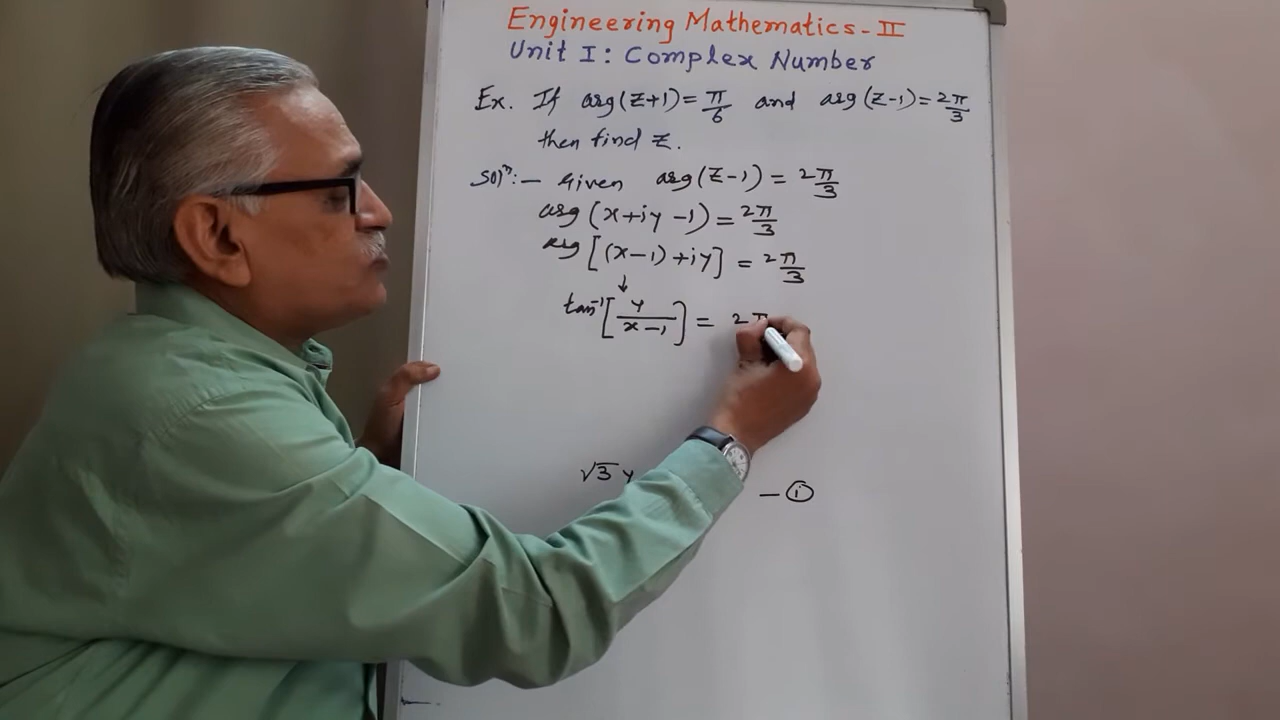 Engineering Mathematics - II
Unit I : Complex Number
Ex. If arg(z+1) = π/6 and arg(z-1) = 2π/3
then find z.
Solⁿ:- Given arg(z-1) = 2π/3
arg(x+iy-1) = 2π/3
arg[(x-1)+iy] = 2π/3
↓
tan⁻¹[y/(x-1)] = 2π
√3 y — ①